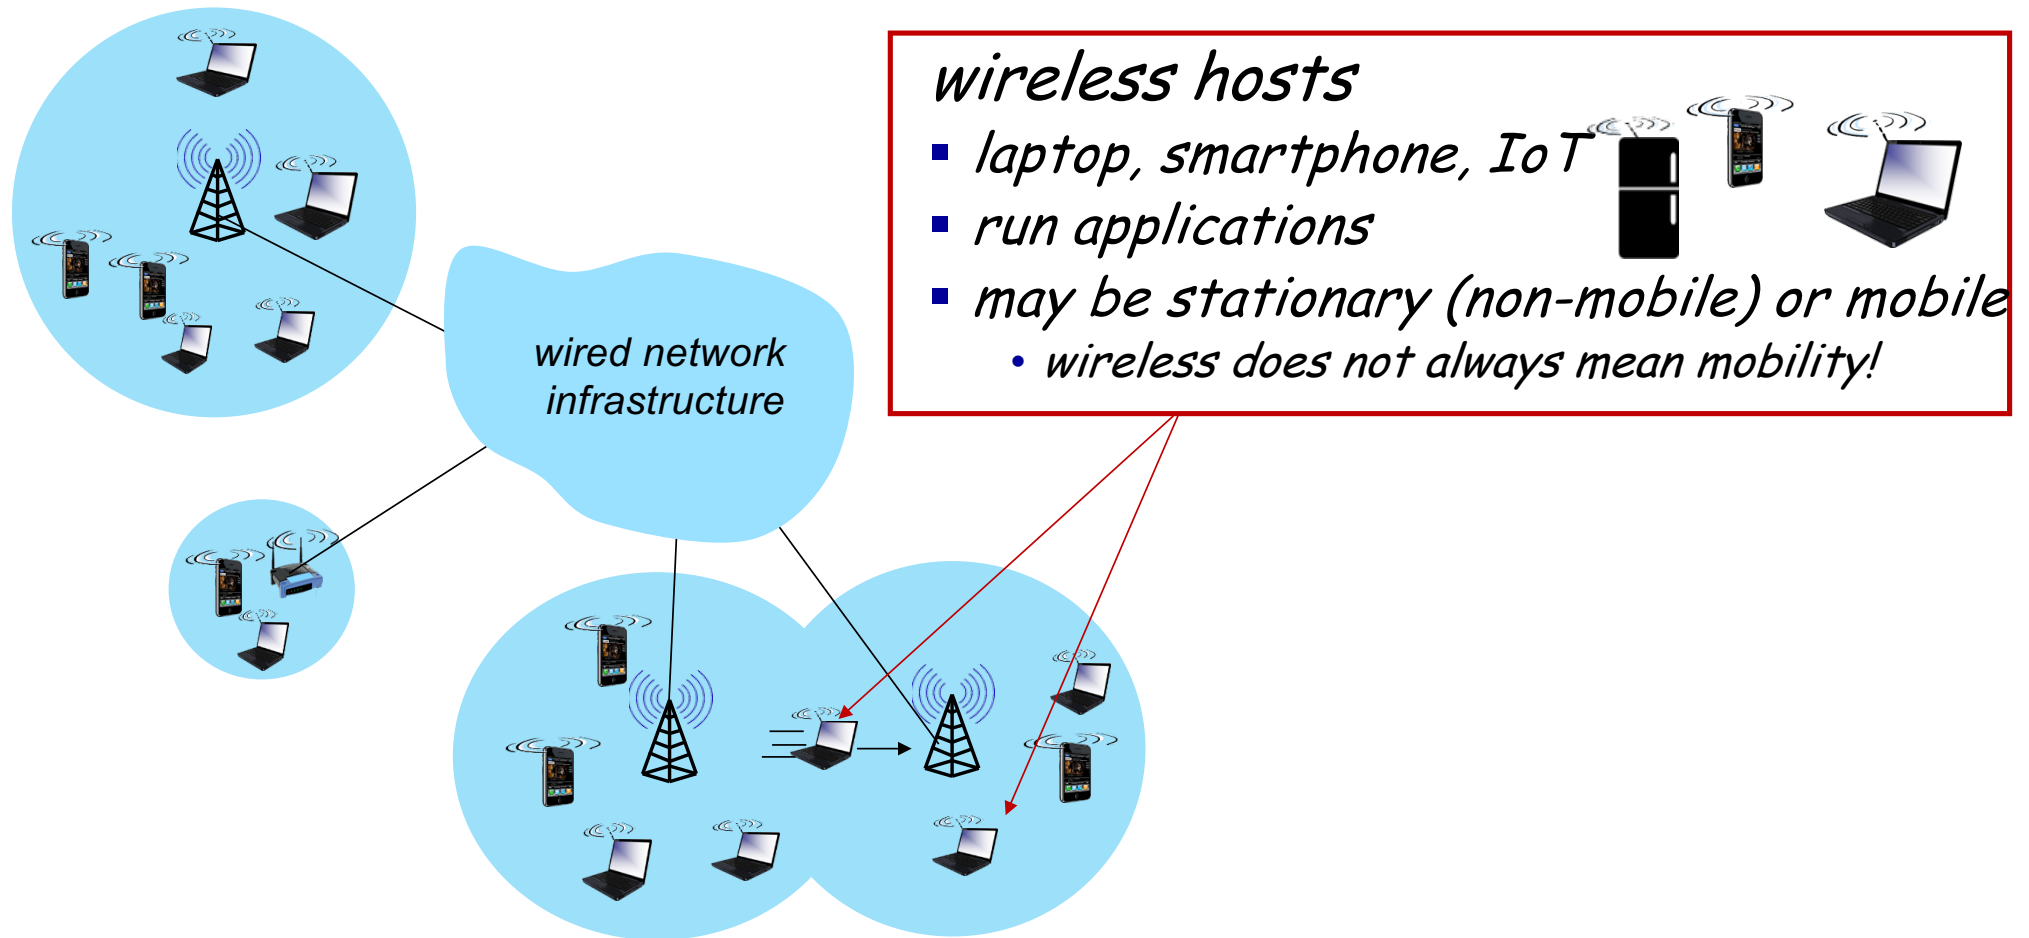 wireless hosts
▪ laptop, smartphone, IoT
▪ run applications
▪ may be stationary (non-mobile) or mobile
• wireless does not always mean mobility!
wired network
infrastructure